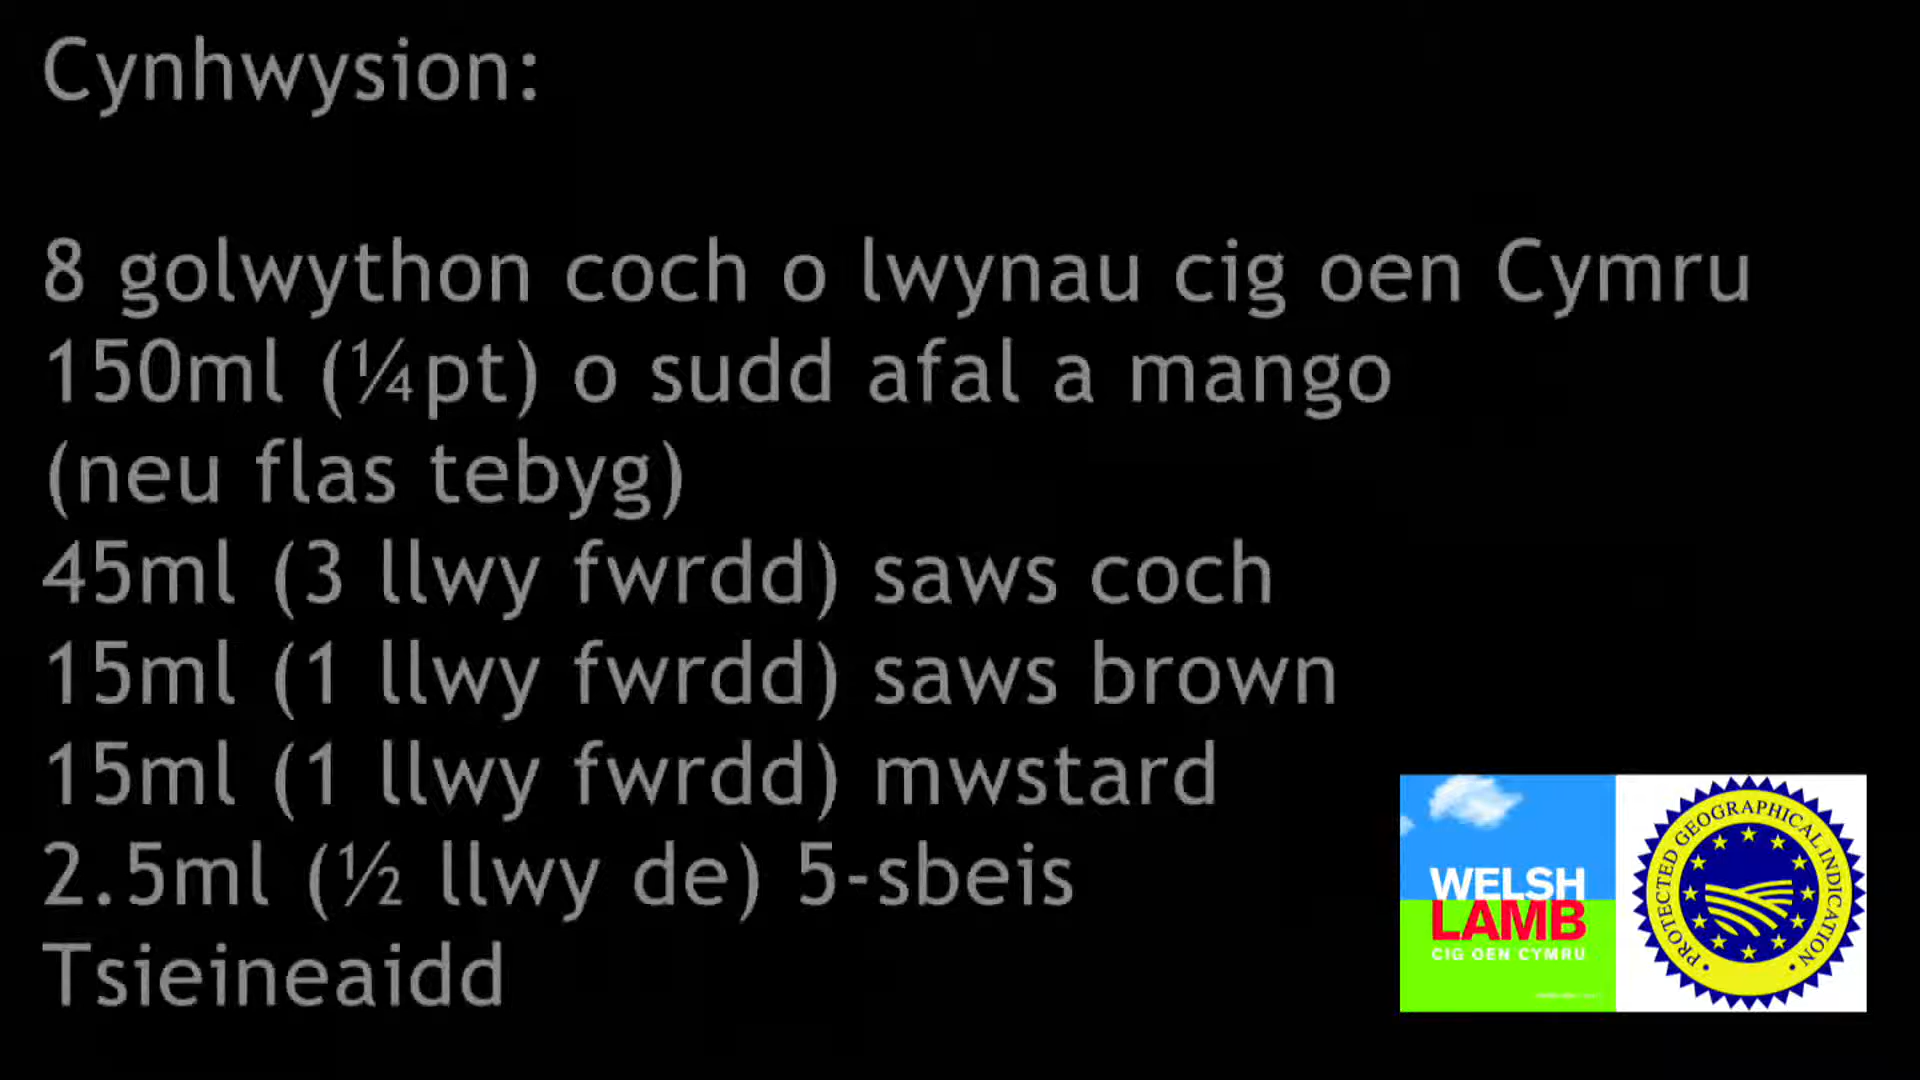 Cynhwysion:
8 golwython coch o lwynau cig oen Cymru
150ml (¼pt) o sudd afal a mango
(neu flas tebyg)
45ml (3 llwy fwrdd) saws coch
15ml (1 llwy fwrdd) saws brown
15ml (1 llwy fwrdd) mwstard
2.5ml (½ llwy de) 5-sbeis
Tsieineaidd
WELSH
LAMB
CIG OEN CYMRU
PROTECTED GEOGRAPHICAL INDICATION